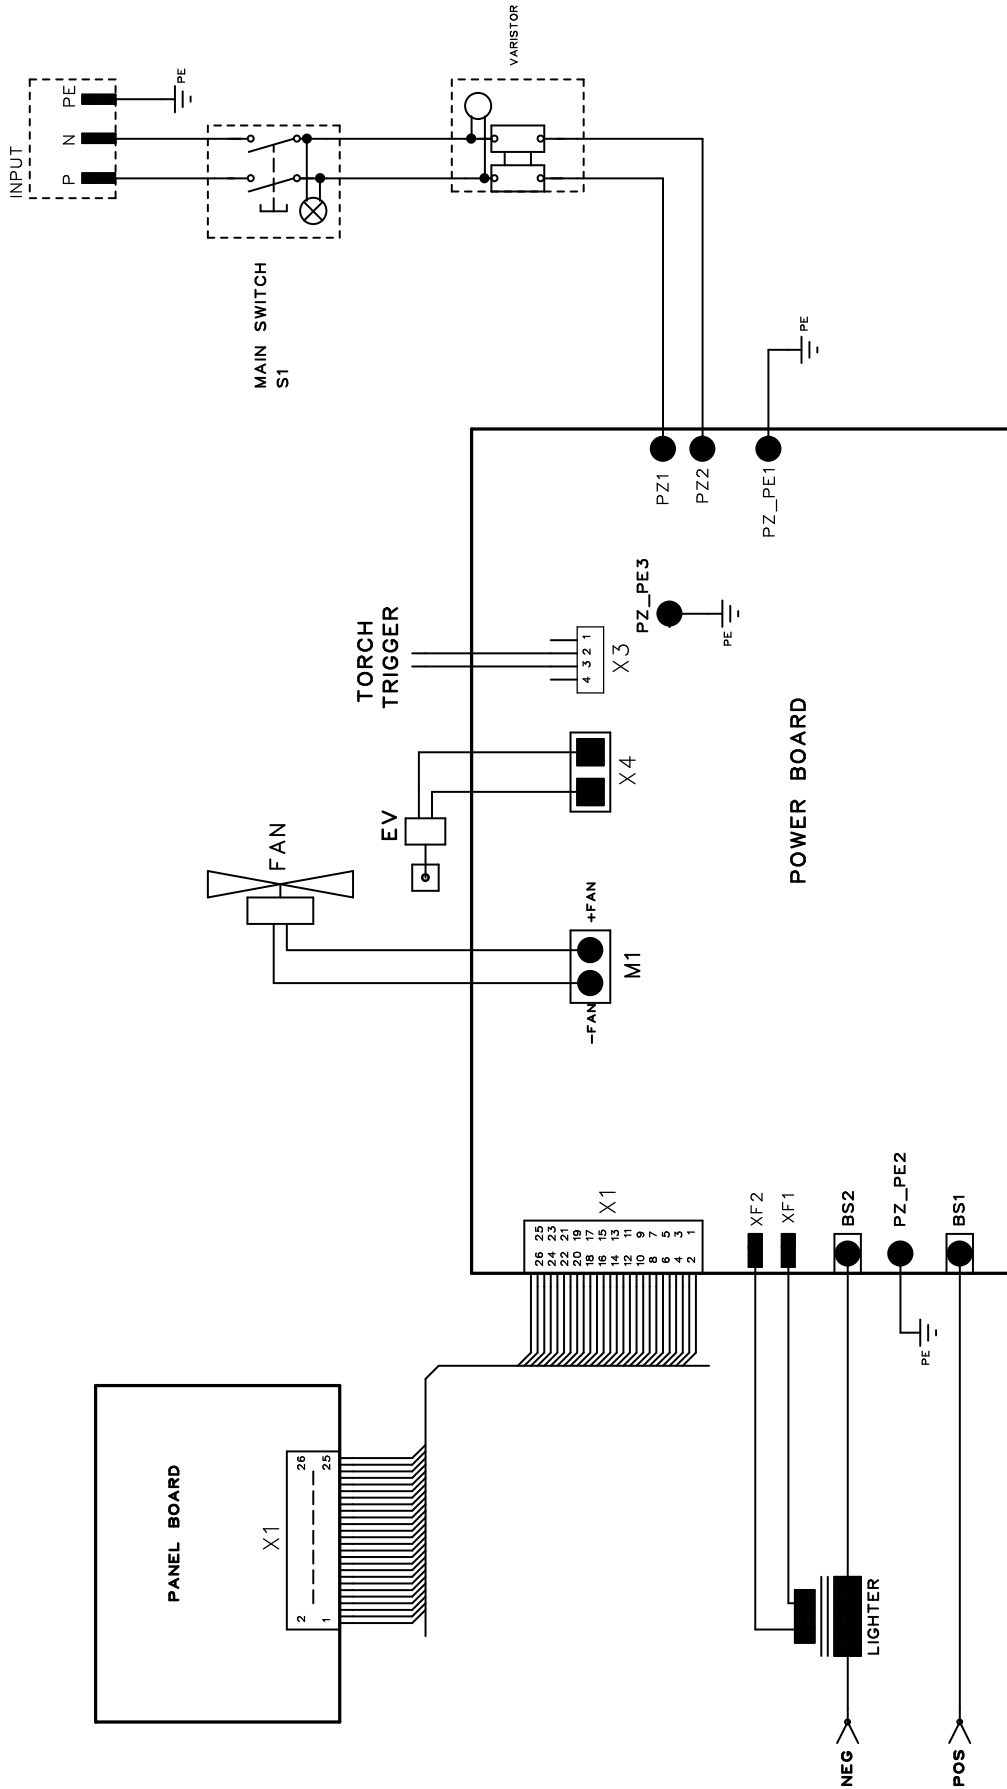 INPUT
P
N
PE
PE
VARISTOR
MAIN SWITCH
S1
PE
PZ1
PZ2
PZ_PE1
PZ_PE3
PE
TORCH
TRIGGER
4 3 2 1
X3
X4
EV
FAN
-FAN
+FAN
M1
POWER BOARD
X1
26 25
24 23
22 21
20 19
18 17
16 15
14 13
12 11
10 9
8 7
6 5
4 3
2 1
XF2
XF1
BS2
PZ_PE2
BS1
PE
PANEL BOARD
X1
2 26
1 25
LIGHTER
NEG
POS